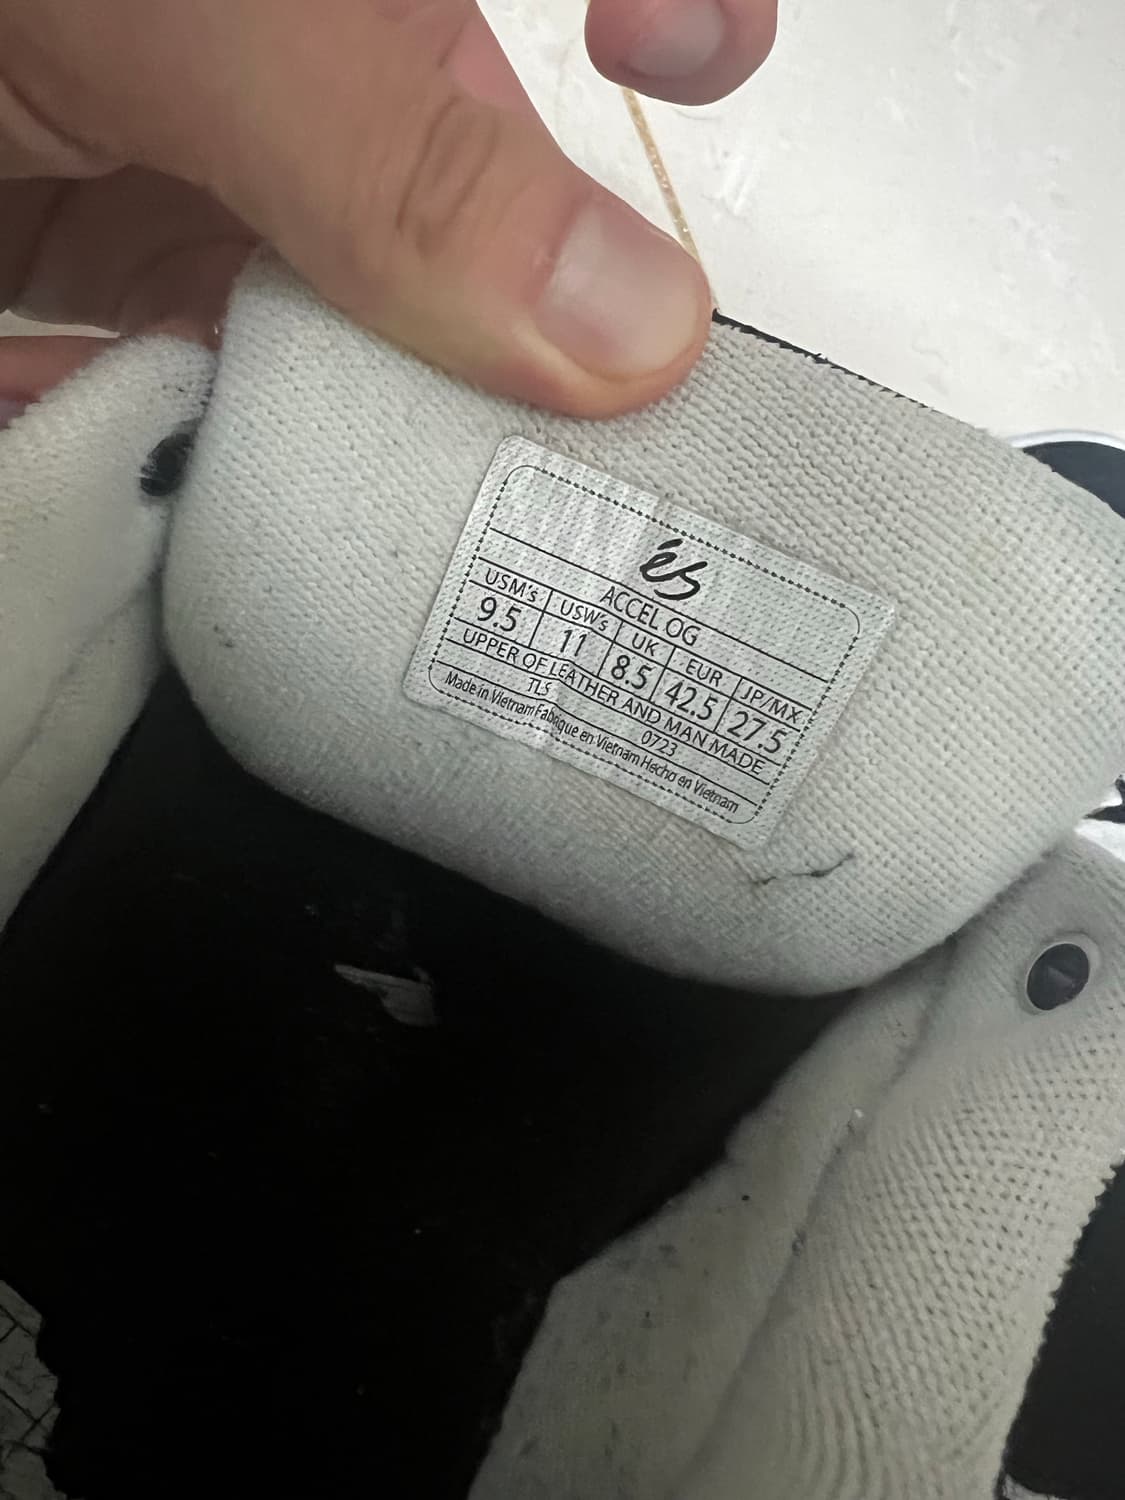 éS
ACCEL OG
USM's USW's UK EUR JP/MX
9.5 11 8.5 42.5 27.5
UPPER OF LEATHER AND MAN MADE
TLS 0723
Made in Vietnam Fabrique en Vietnam Hecho en Vietnam